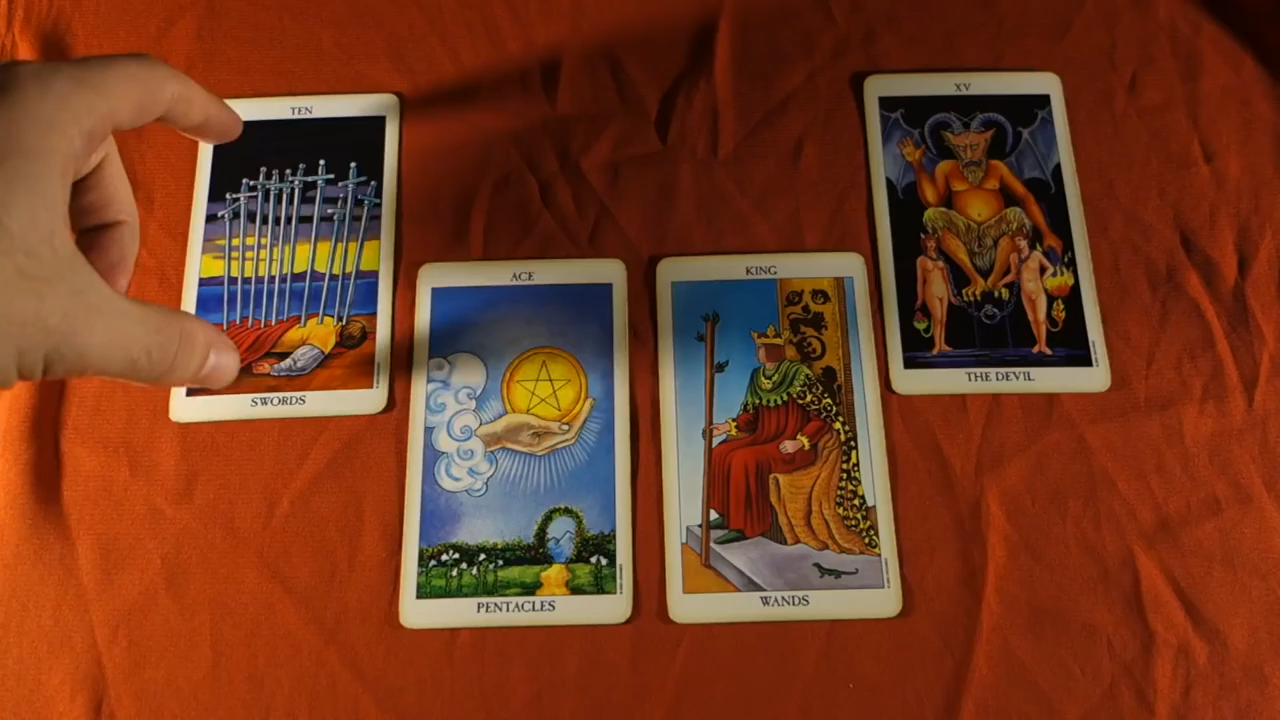 TEN
SWORDS
ACE
PENTACLES
KING
WANDS
XV
THE DEVIL